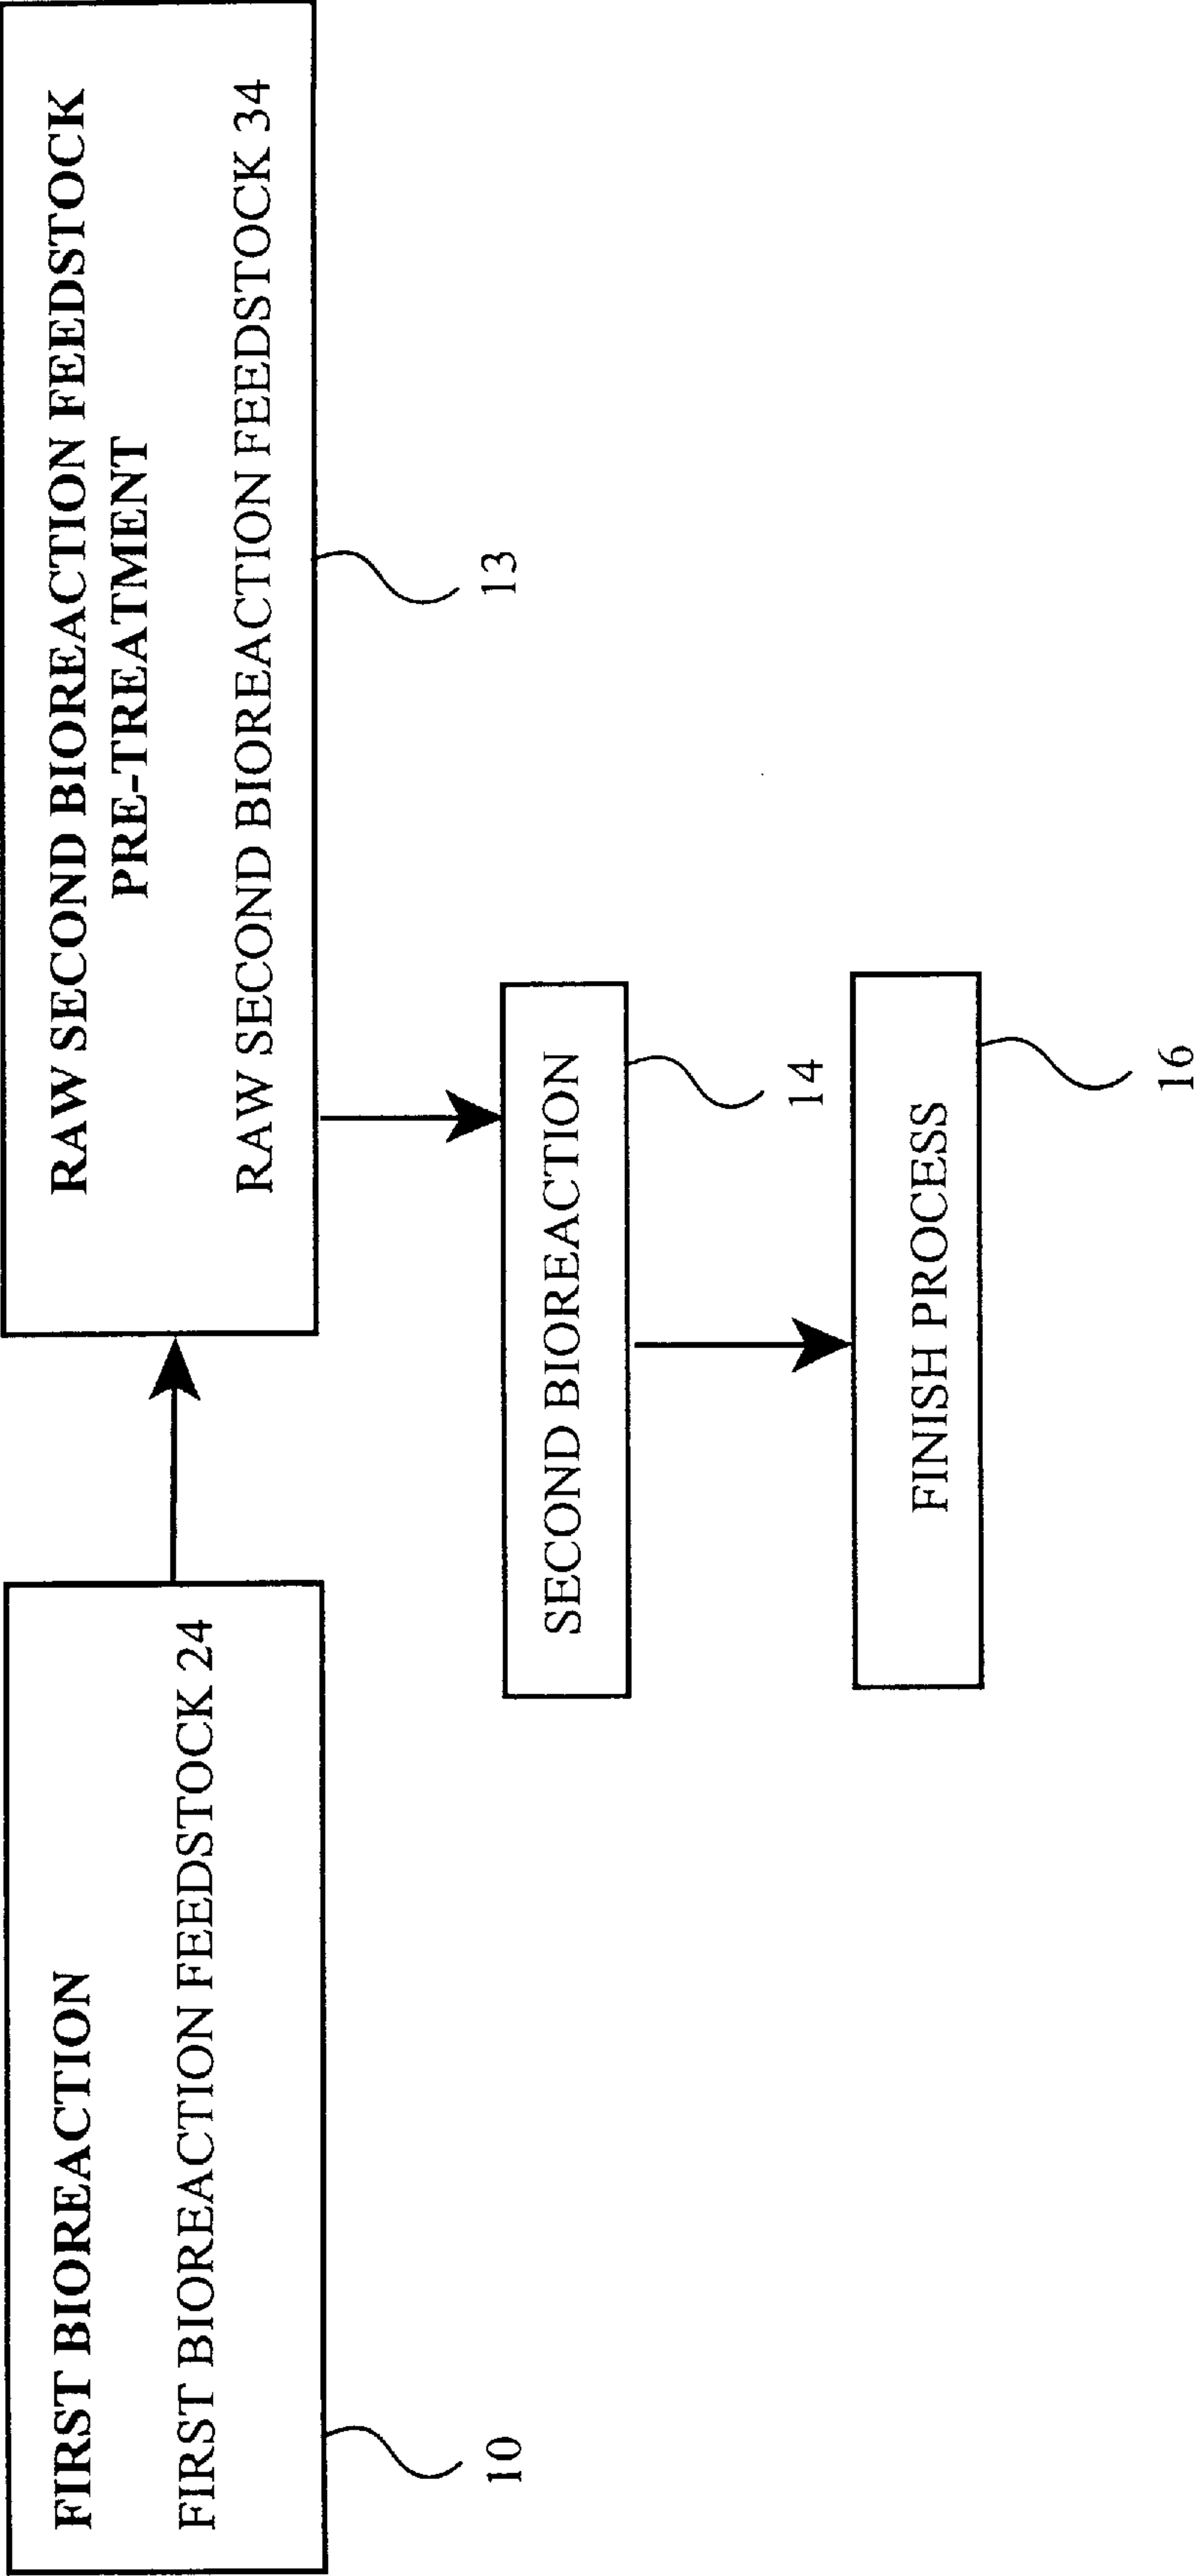 FIRST BIOREACTION
FIRST BIOREACTION FEEDSTOCK 24
10
RAW SECOND BIOREACTION FEEDSTOCK
PRE-TREATMENT
RAW SECOND BIOREACTION FEEDSTOCK 34
13
SECOND BIOREACTION
14
FINISH PROCESS
16